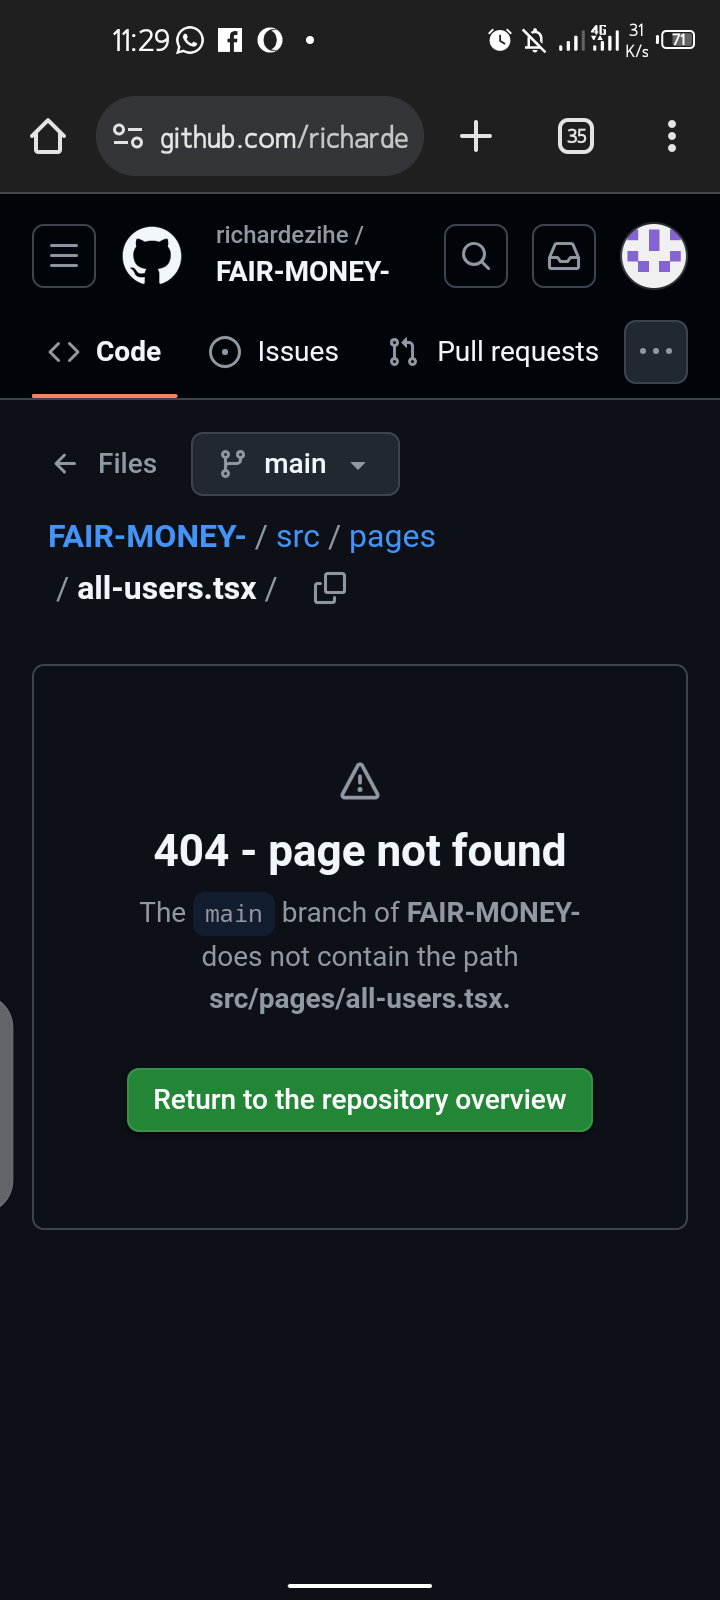 11:29
4G
31
K/s
71
github.com/richarde
35
richardezihe /
FAIR-MONEY-
Code
Issues
Pull requests
Files
main
FAIR-MONEY- / src / pages
/ all-users.tsx /
404 - page not found
The main branch of FAIR-MONEY-
does not contain the path
src/pages/all-users.tsx.
Return to the repository overview